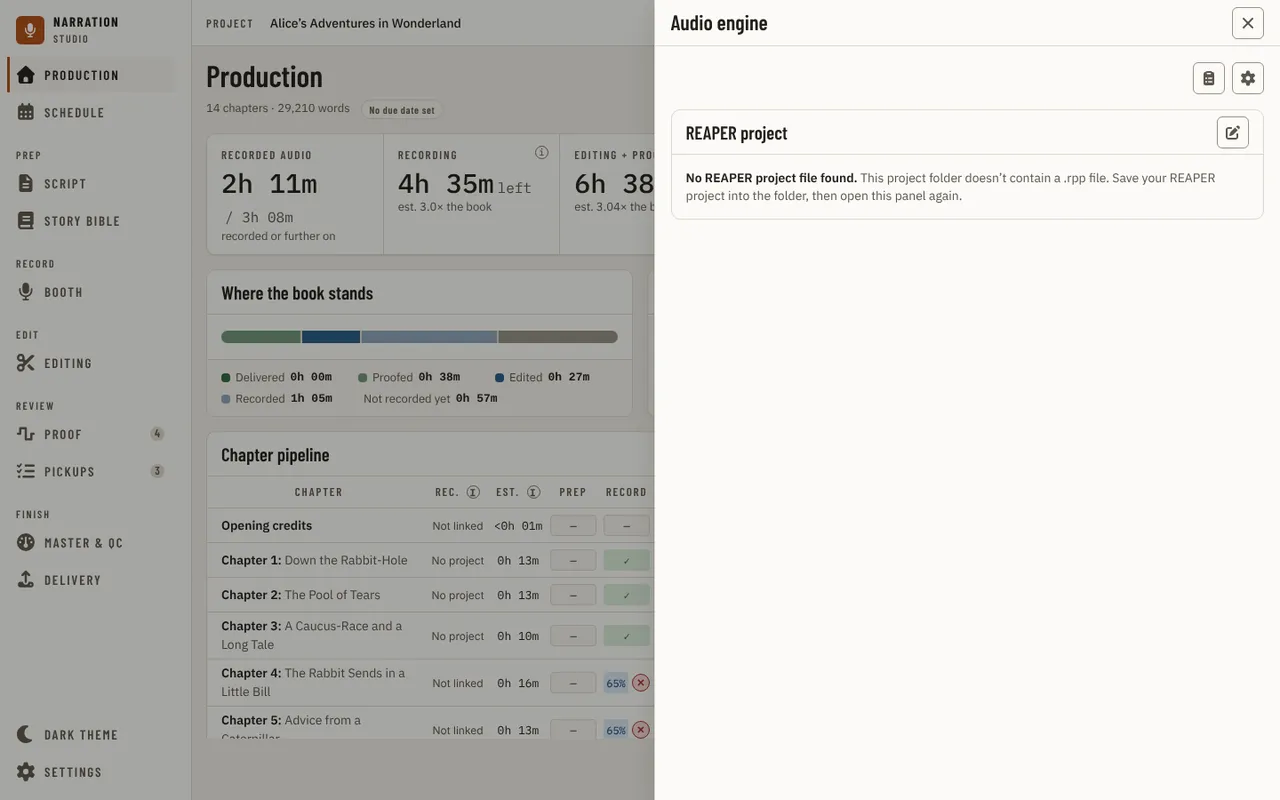 NARRATION
STUDIO
PRODUCTION
SCHEDULE
PREP
SCRIPT
STORY BIBLE
RECORD
BOOTH
EDIT
EDITING
REVIEW
PROOF 4
PICKUPS 3
FINISH
MASTER & QC
DELIVERY
DARK THEME
SETTINGS
PROJECT Alice's Adventures in Wonderland
Production
14 chapters · 29,210 words No due date set
RECORDED AUDIO
2h 11m
/ 3h 08m
recorded or further on
RECORDING
4h 35m left
est. 3.0× the book
EDITING + PRO
6h 38
est. 3.04× the b
Where the book stands
Delivered 0h 00m Proofed 0h 38m Edited 0h 27m
Recorded 1h 05m Not recorded yet 0h 57m
Chapter pipeline
CHAPTER REC. EST. PREP RECORD
Opening credits Not linked <0h 01m – –
Chapter 1: Down the Rabbit-Hole No project 0h 13m – ✓
Chapter 2: The Pool of Tears No project 0h 13m – ✓
Chapter 3: A Caucus-Race and a
Long Tale No project 0h 10m – ✓
Chapter 4: The Rabbit Sends in a
Little Bill Not linked 0h 16m – 65%
Chapter 5: Advice from a
Caterpillar Not linked 0h 13m – 65%
Audio engine
REAPER project
No REAPER project file found. This project folder doesn't contain a .rpp file. Save your REAPER
project into the folder, then open this panel again.